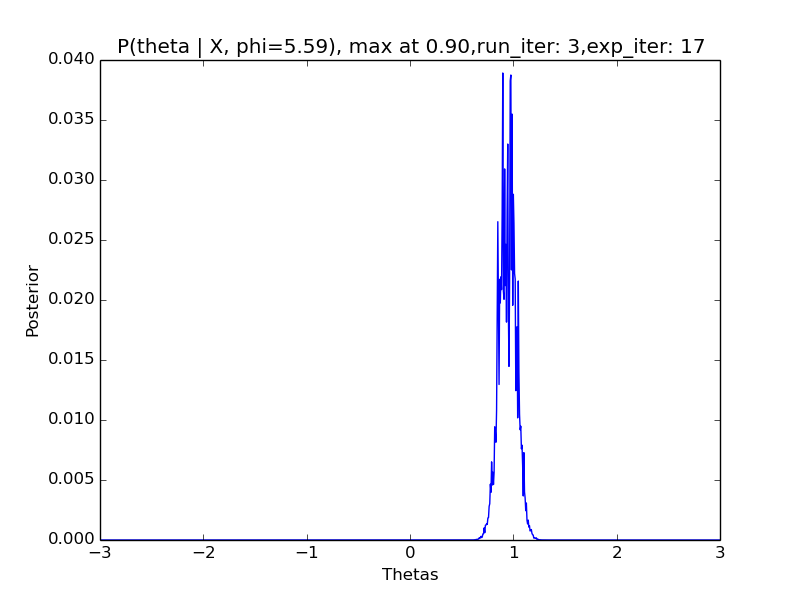 P(theta | X, phi=5.59), max at 0.90,run_iter: 3,exp_iter: 17
0.040
0.035
0.030
0.025
0.020
0.015
0.010
0.005
0.000
Posterior
−3 −2 −1 0 1 2 3
Thetas